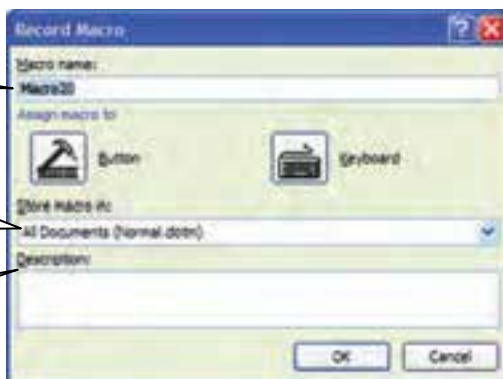 Record Macro
Macro name:
Macro20
Assign macro to
Button
Keyboard
Store macro in:
All Documents (Normal.dotm)
Description:
OK
Cancel